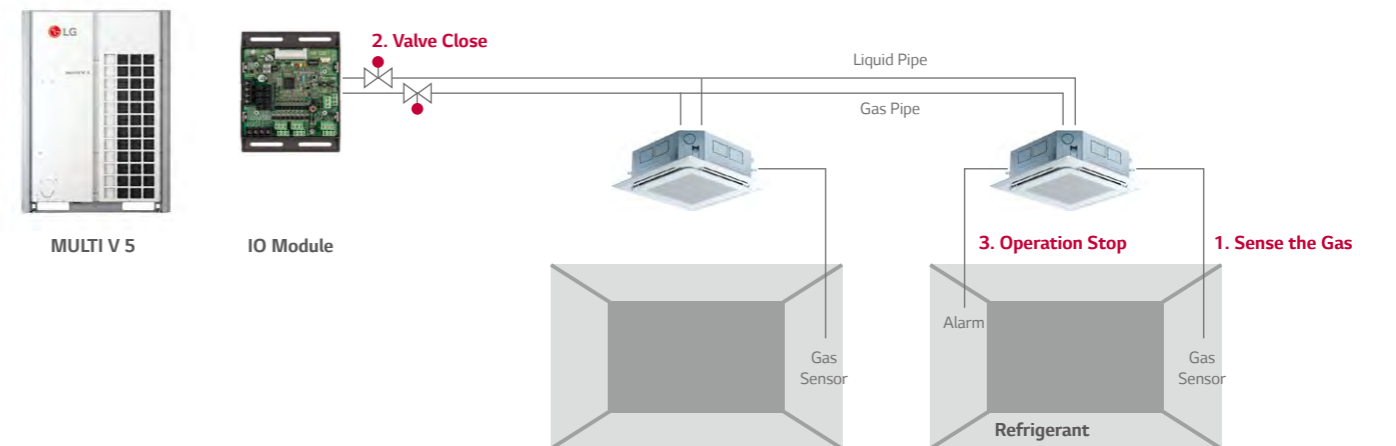 LG
2. Valve Close
Liquid Pipe
Gas Pipe
MULTI V 5
IO Module
3. Operation Stop
1. Sense the Gas
Alarm
Gas
Sensor
Gas
Sensor
Refrigerant